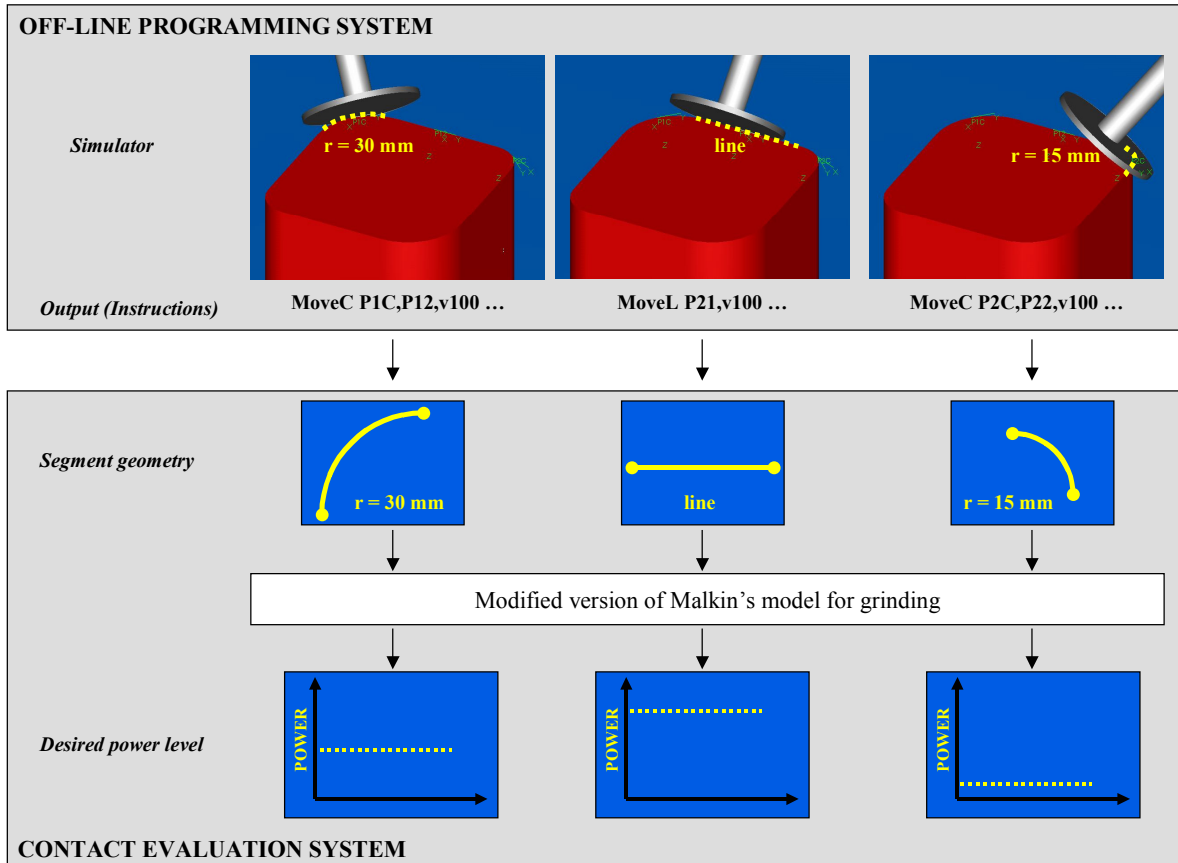 OFF-LINE PROGRAMMING SYSTEM
Simulator
r = 30 mm
line
r = 15 mm
Output (Instructions)
MoveC P1C,P12,v100 …
MoveL P21,v100 …
MoveC P2C,P22,v100 …
Segment geometry
r = 30 mm
line
r = 15 mm
Modified version of Malkin’s model for grinding
Desired power level
POWER
POWER
POWER
CONTACT EVALUATION SYSTEM